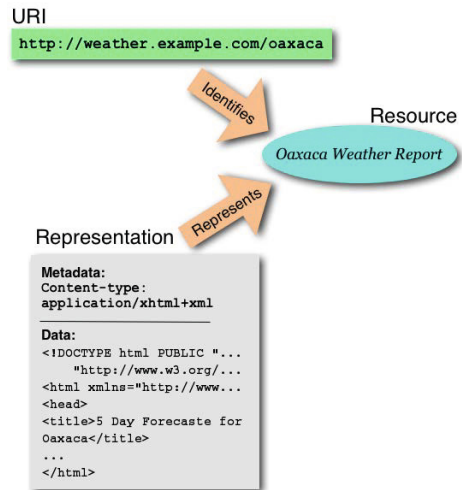 URI
http://weather.example.com/oaxaca
Identifies
Resource
Oaxaca Weather Report
Represents
Representation
Metadata:
Content-type:
application/xhtml+xml
Data:
<!DOCTYPE html PUBLIC "...
"http://www.w3.org/...
<html xmlns="http://www...
<head>
<title>5 Day Forecaste for
Oaxaca</title>
...
</html>